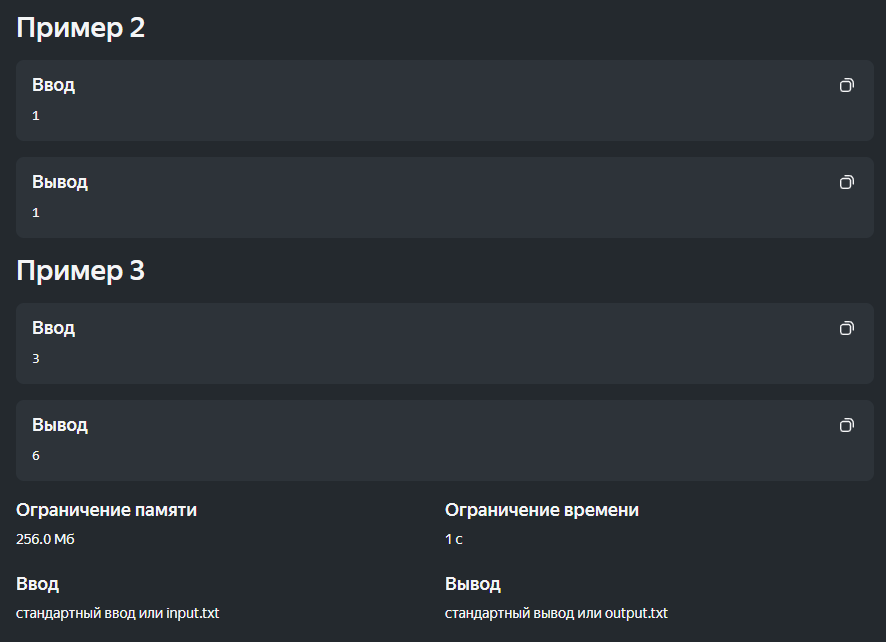 Пример 2
Ввод
1
Вывод
1
Пример 3
Ввод
3
Вывод
6
Ограничение памяти
256.0 Мб
Ограничение времени
1 с
Ввод
стандартный ввод или input.txt
Вывод
стандартный вывод или output.txt